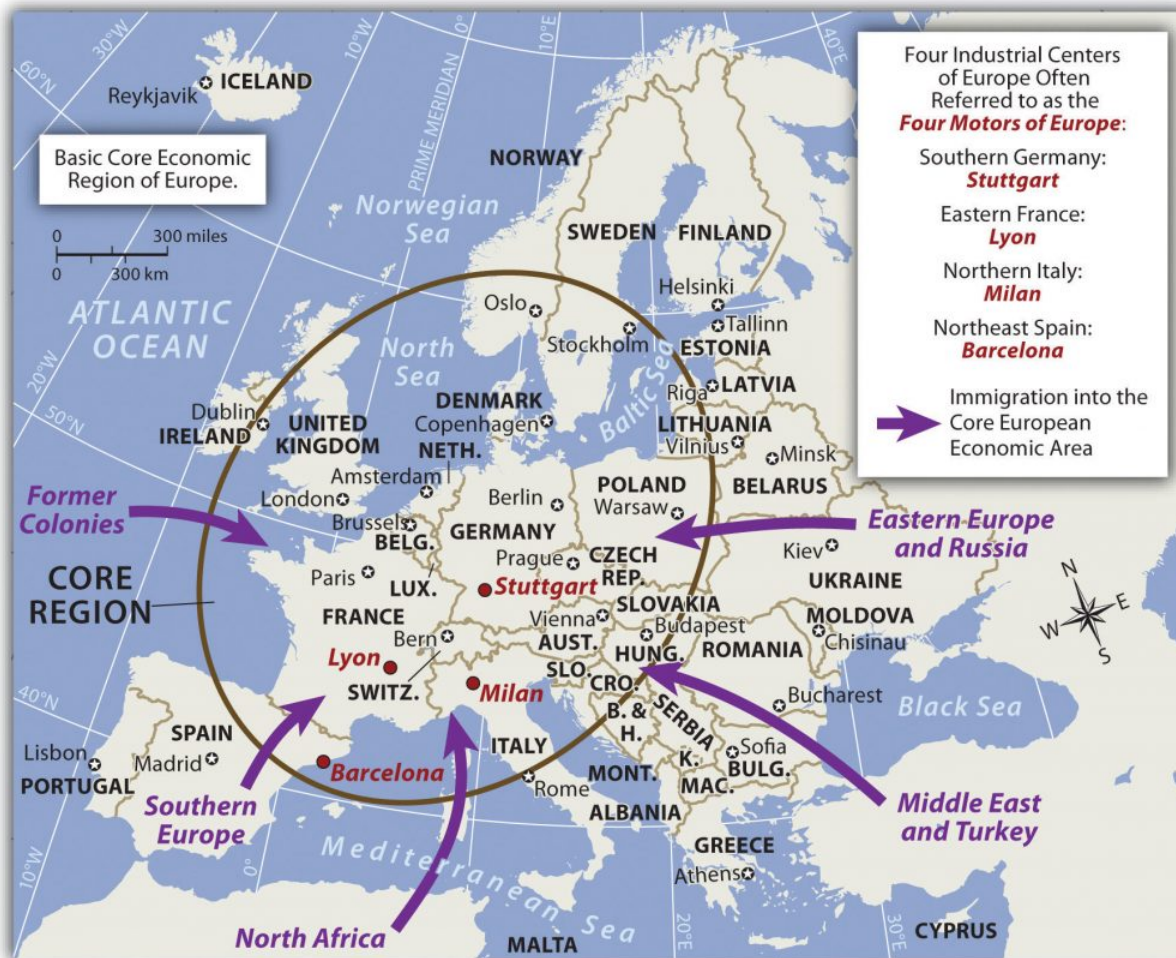 30°W
20°W
10°W
PRIME MERIDIAN
0°
10°E
40°E
60°N
ICELAND
Reykjavik
Basic Core Economic
Region of Europe.
0 300 miles
0 300 km
Four Industrial Centers
of Europe Often
Referred to as the
Four Motors of Europe:
Southern Germany:
Stuttgart
Eastern France:
Lyon
Northern Italy:
Milan
Northeast Spain:
Barcelona
Immigration into the
Core European
Economic Area
NORWAY
Norwegian
Sea
SWEDEN
FINLAND
Helsinki
Oslo
Tallinn
Stockholm
ESTONIA
ATLANTIC
OCEAN
North
Sea
Baltic Sea
Riga
LATVIA
DENMARK
Copenhagen
LITHUANIA
Vilnius
Minsk
BELARUS
Dublin
IRELAND
UNITED
KINGDOM
NETH.
Amsterdam
London
Brussels
BELG.
Berlin
GERMANY
POLAND
Warsaw
50°N
Former
Colonies
Eastern Europe
and Russia
Prague
CZECH
REP.
Kiev
UKRAINE
CORE
REGION
Paris
LUX.
Stuttgart
SLOVAKIA
MOLDOVA
Chisinau
FRANCE
Vienna
Budapest
Bern
AUST.
HUNG.
ROMANIA
N
E
S
W
Lyon
SWITZ.
Milan
SLO.
CRO.
Bucharest
Black Sea
40°N
SPAIN
B. &
H.
SERBIA
Lisbon
PORTUGAL
Madrid
Barcelona
ITALY
Rome
K.
Sofia
BULG.
MONT.
MAC.
ALBANIA
Southern
Europe
Middle East
and Turkey
GREECE
Athens
Mediterranean Sea
10°W
0°
North Africa
MALTA
20°E
30°E
CYPRUS